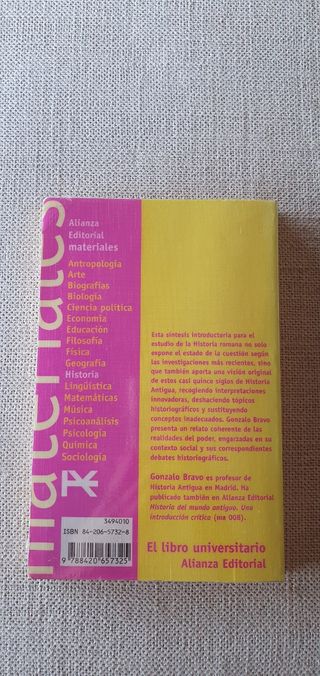 materiales
Alianza
Editorial
materiales
Antropología
Arte
Biografías
Biología
Ciencia política
Economía
Educación
Filosofía
Física
Geografía
Historia
Lingüística
Matemáticas
Música
Psicoanálisis
Psicología
Química
Sociología
3494010
ISBN 84-206-5732-8
9 788420 657325
Esta síntesis introductoria para el
estudio de la Historia romana no solo
expone el estado de la cuestión según
las investigaciones más recientes, sino
que también aporta una visión original
de estos casi quince siglos de Historia
Antigua, recogiendo interpretaciones
innovadoras, deshaciendo tópicos
historiográficos y sustituyendo
conceptos inadecuados. Gonzalo Bravo
presenta un relato coherente de las
realidades del poder, engarzadas en su
contexto social y sus correspondientes
debates historiográficos.
Gonzalo Bravo es profesor de
Historia Antigua en Madrid. Ha
publicado también en Alianza Editorial
Historia del mundo antiguo. Una
introducción crítica (ma 008).
El libro universitario
Alianza Editorial